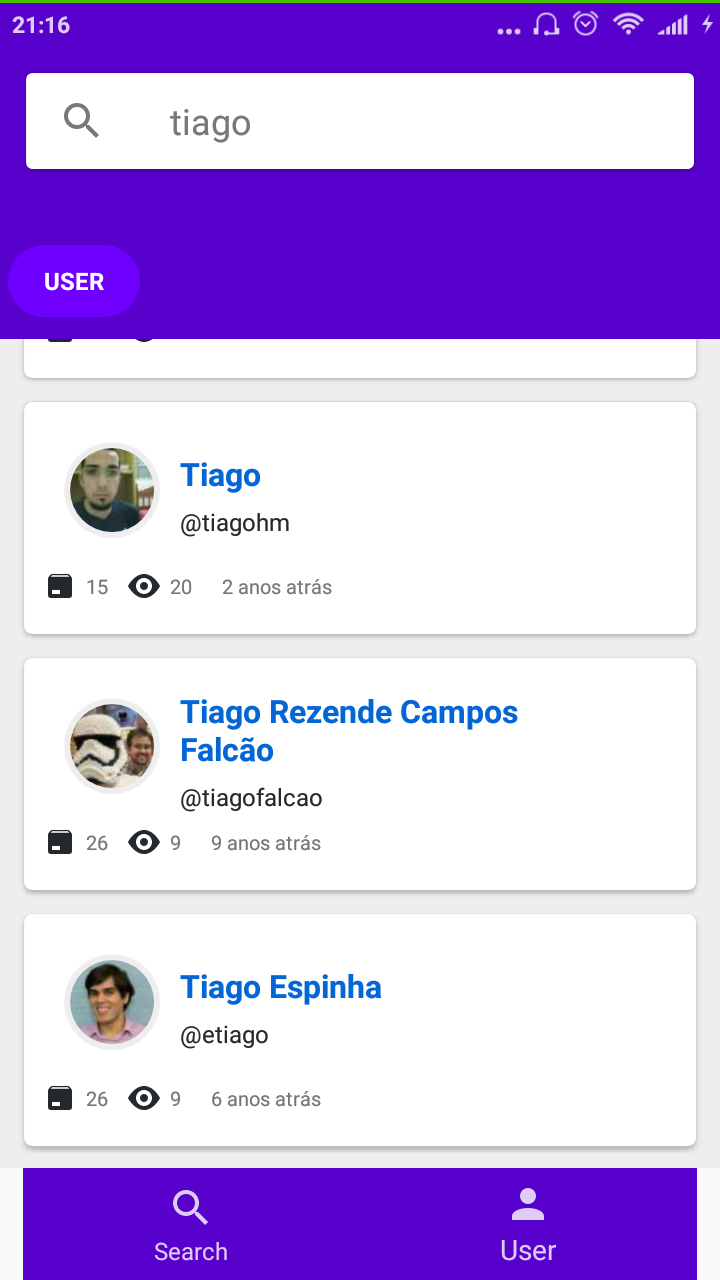 21:16
tiago
USER
Tiago
@tiagohm
15 20 2 anos atrás
Tiago Rezende Campos
Falcão
@tiagofalcao
26 9 9 anos atrás
Tiago Espinha
@etiago
26 9 6 anos atrás
Search User